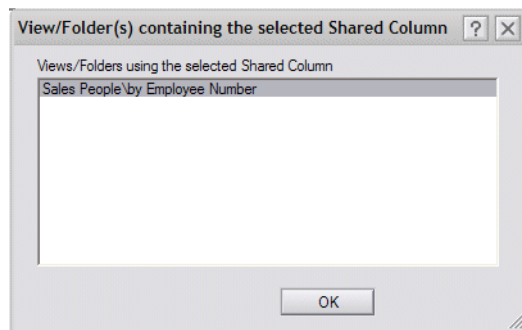 View/Folder(s) containing the selected Shared Column
Views/Folders using the selected Shared Column
Sales People\by Employee Number
OK